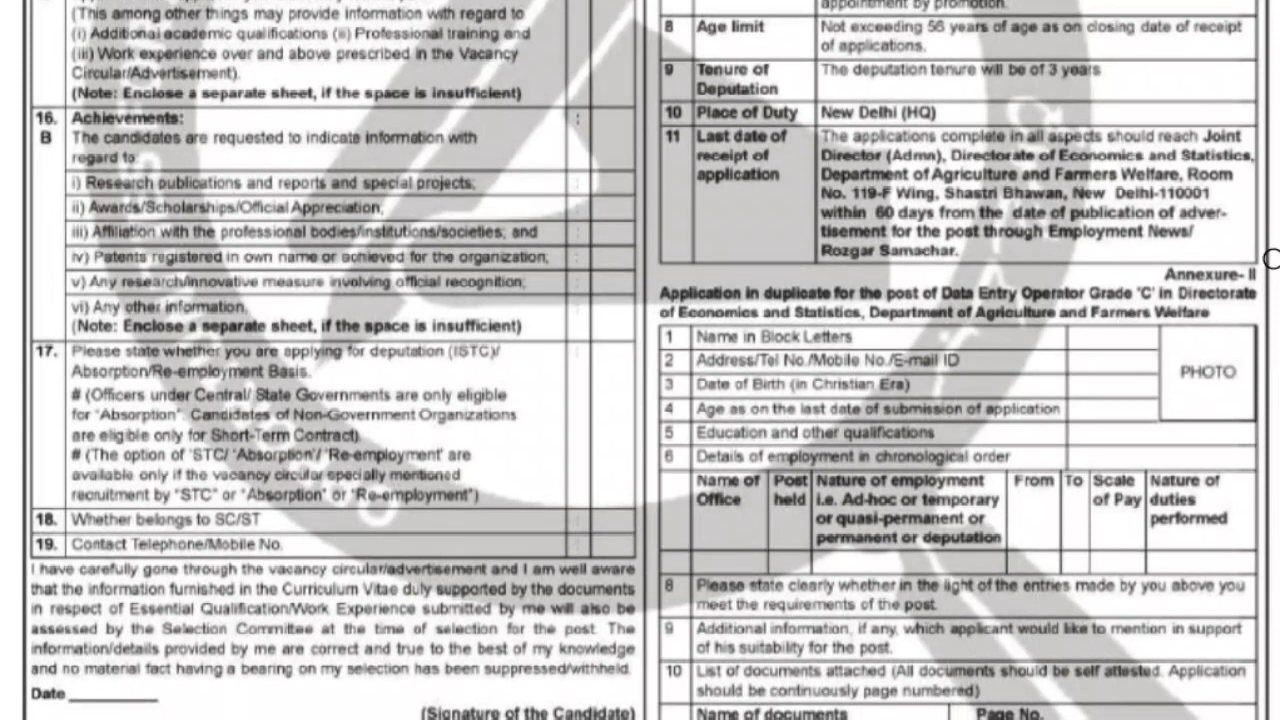 (This among other things may provide information with regard to
(i) Additional academic qualifications (ii) Professional training and
(iii) Work experience over and above prescribed in the Vacancy
Circular/Advertisement).
(Note: Enclose a separate sheet, if the space is insufficient)
16. Achievements: :
B The candidates are requested to indicate information with
regard to:
i) Research publications and reports and special projects; :
ii) Awards/Scholarships/Official Appreciation; :
iii) Affiliation with the professional bodies/institutions/societies; and :
iv) Patents registered in own name or achieved for the organization; :
v) Any research/innovative measure involving official recognition; :
vi) Any other information. :
(Note: Enclose a separate sheet, if the space is insufficient)
17. Please state whether you are applying for deputation (ISTC)/ :
Absorption/Re-employment Basis.
# (Officers under Central/ State Governments are only eligible
for "Absorption". Candidates of Non-Government Organizations
are eligible only for Short-Term Contract)
# (The option of 'STC/ 'Absorption'/ 'Re-employment' are
available only if the vacancy circular specially mentioned
recruitment by "STC" or "Absorption" or "Re-employment")
18. Whether belongs to SC/ST :
19. Contact Telephone/Mobile No. :
I have carefully gone through the vacancy circular/advertisement and I am well aware
that the information furnished in the Curriculum Vitae duly supported by the documents
in respect of Essential Qualification/Work Experience submitted by me will also be
assessed by the Selection Committee at the time of selection for the post. The
information/details provided by me are correct and true to the best of my knowledge
and no material fact having a bearing on my selection has been suppressed/withheld.
Date
(Signature of the Candidate)
appointment by promotion.
8 Age limit Not exceeding 56 years of age as on closing date of receipt
of applications.
9 Tenure of The deputation tenure will be of 3 years
Deputation
10 Place of Duty New Delhi (HQ)
11 Last date of The applications complete in all aspects should reach Joint
receipt of Director (Admn), Directorate of Economics and Statistics,
application Department of Agriculture and Farmers Welfare, Room
No. 119-F Wing, Shastri Bhawan, New Delhi-110001
within 60 days from the date of publication of adver-
tisement for the post through Employment News/
Rozgar Samachar.
Annexure- II
Application in duplicate for the post of Data Entry Operator Grade 'C' in Directorate
of Economics and Statistics, Department of Agriculture and Farmers Welfare
1 Name in Block Letters
2 Address/Tel No./Mobile No./E-mail ID
PHOTO
3 Date of Birth (in Christian Era)
4 Age as on the last date of submission of application
5 Education and other qualifications
6 Details of employment in chronological order
Name of Post Nature of employment From To Scale Nature of
Office held i.e. Ad-hoc or temporary of Pay duties
or quasi-permanent or performed
permanent or deputation
8 Please state clearly whether in the light of the entries made by you above you
meet the requirements of the post.
9 Additional information, if any, which applicant would like to mention in support
of his suitability for the post.
10 List of documents attached (All documents should be self attested. Application
should be continuously page numbered)
Name of documents Page No.